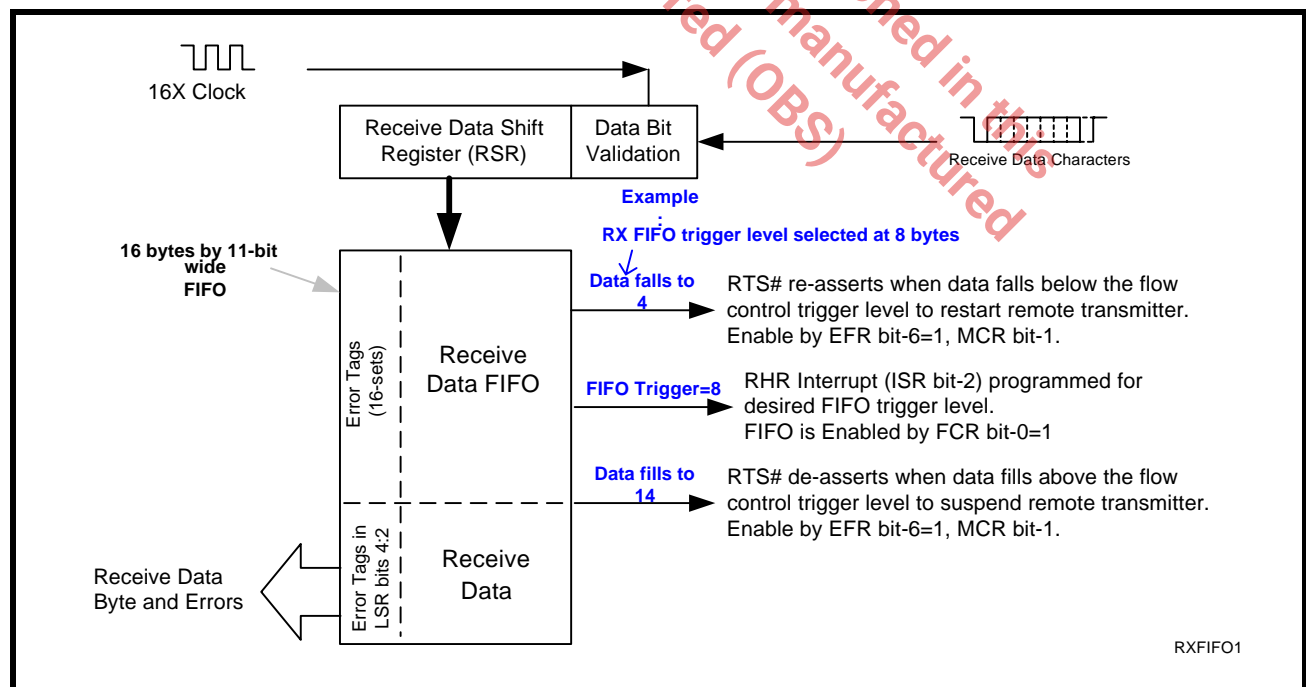 ned in this
manufactured
red (OBS)
16X Clock
Receive Data Shift
Register (RSR)
Data Bit
Validation
Receive Data Characters
Example
:
RX FIFO trigger level selected at 8 bytes
16 bytes by 11-bit
wide
FIFO
Data falls to
4
RTS# re-asserts when data falls below the flow
control trigger level to restart remote transmitter.
Enable by EFR bit-6=1, MCR bit-1.
Error Tags
(16-sets)
Receive
Data FIFO
FIFO Trigger=8
RHR Interrupt (ISR bit-2) programmed for
desired FIFO trigger level.
FIFO is Enabled by FCR bit-0=1
Data fills to
14
RTS# de-asserts when data fills above the flow
control trigger level to suspend remote transmitter.
Enable by EFR bit-6=1, MCR bit-1.
Error Tags in
LSR bits 4:2
Receive
Data
Receive Data
Byte and Errors
RXFIFO1